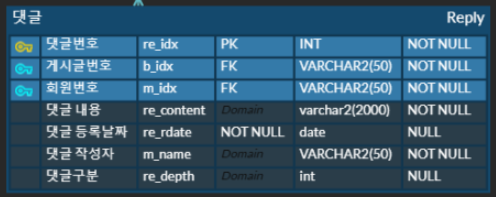 댓글 Reply
댓글번호 re_idx PK INT NOT NULL
게시글번호 b_idx FK VARCHAR2(50) NOT NULL
회원번호 m_idx FK VARCHAR2(50) NOT NULL
댓글 내용 re_content Domain varchar2(2000) NOT NULL
댓글 등록날짜 re_rdate NOT NULL date NULL
댓글 작성자 m_name Domain VARCHAR2(50) NOT NULL
댓글구분 re_depth Domain int NULL